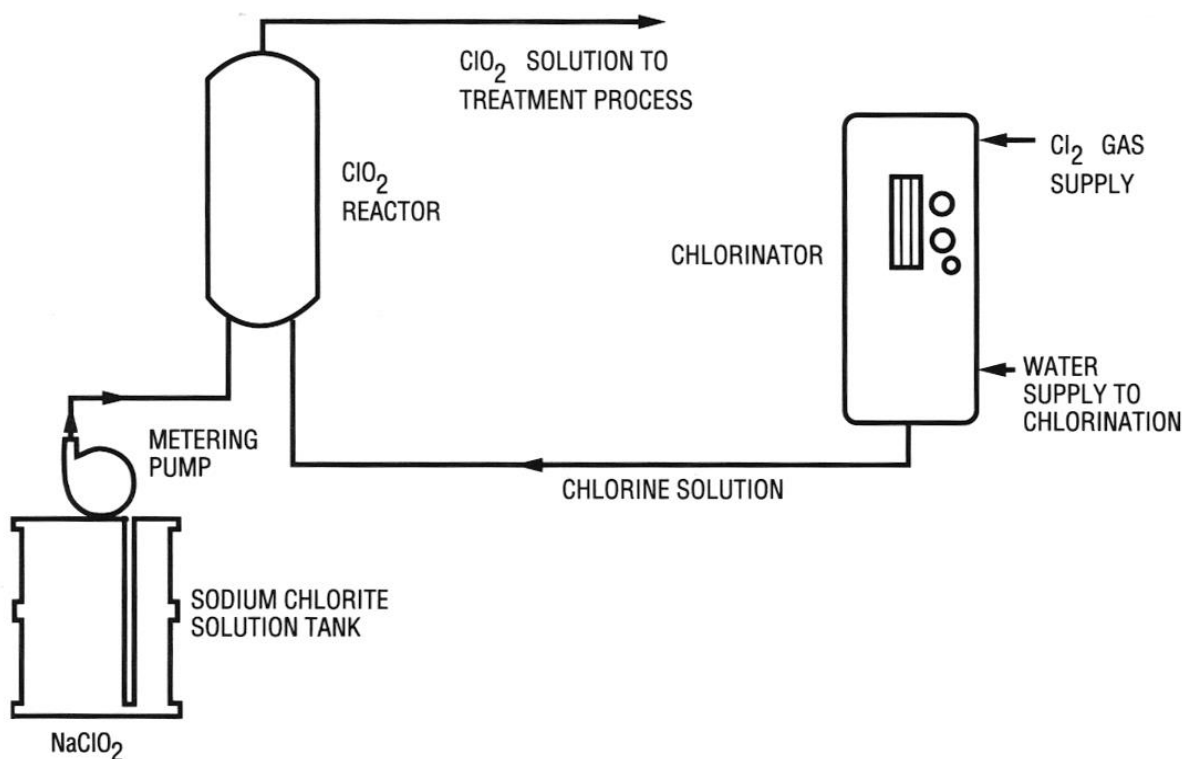 ClO2 SOLUTION TO
TREATMENT PROCESS
ClO2
REACTOR
Cl2 GAS
SUPPLY
CHLORINATOR
WATER
SUPPLY TO
CHLORINATION
METERING
PUMP
CHLORINE SOLUTION
SODIUM CHLORITE
SOLUTION TANK
NaClO2